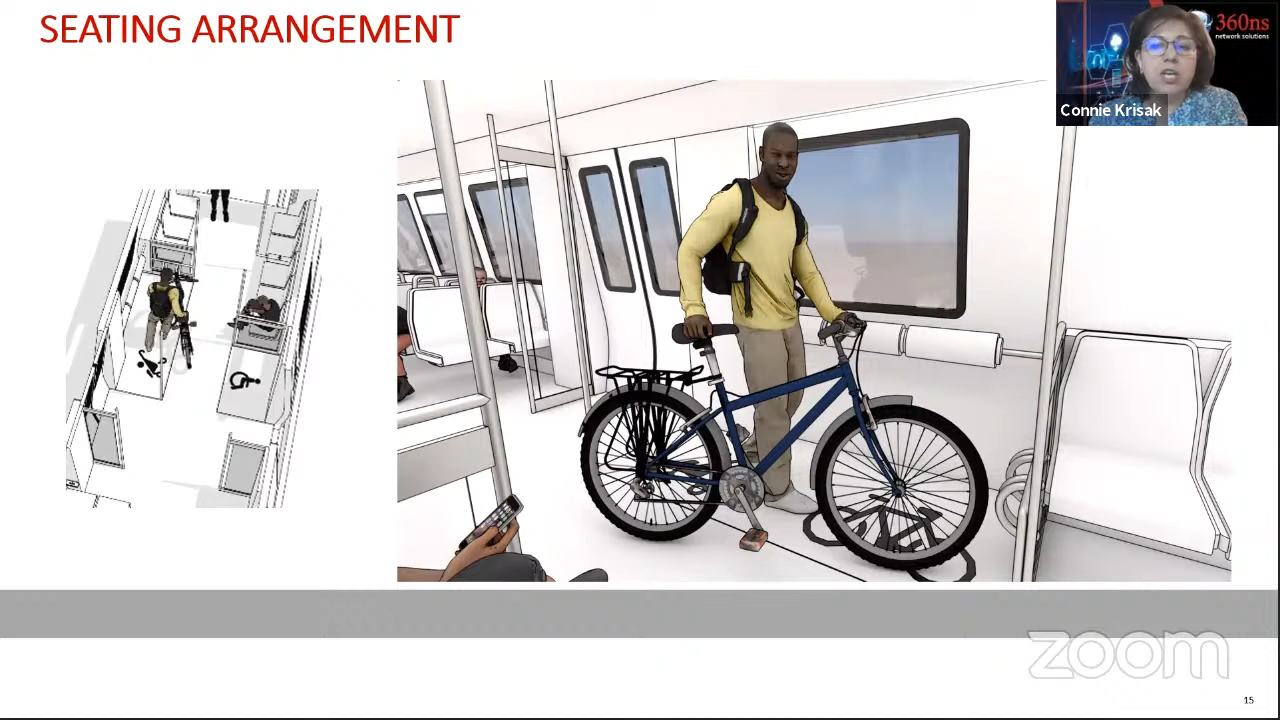 SEATING ARRANGEMENT
360ns
network solutions
Connie Krisak
zoom
15